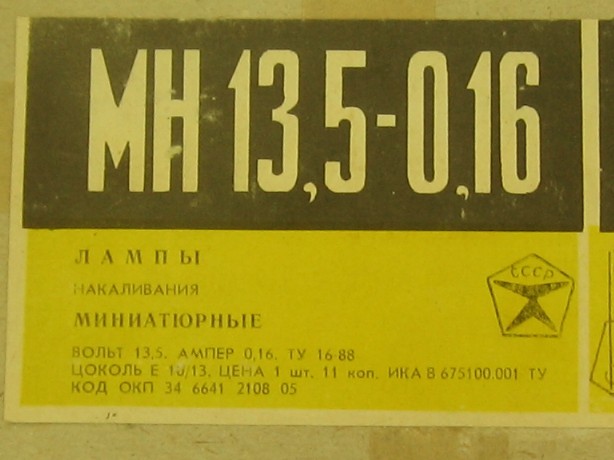 МН 13,5-0,16
ЛАМПЫ
НАКАЛИВАНИЯ
МИНИАТЮРНЫЕ
СССР
ВОЛЬТ 13,5. АМПЕР 0,16. ТУ 16-88
ЦОКОЛЬ Е 10/13. ЦЕНА 1 шт. 11 коп. ИКАВ 675100.001 ТУ
КОД ОКП 34 6641 2108 05